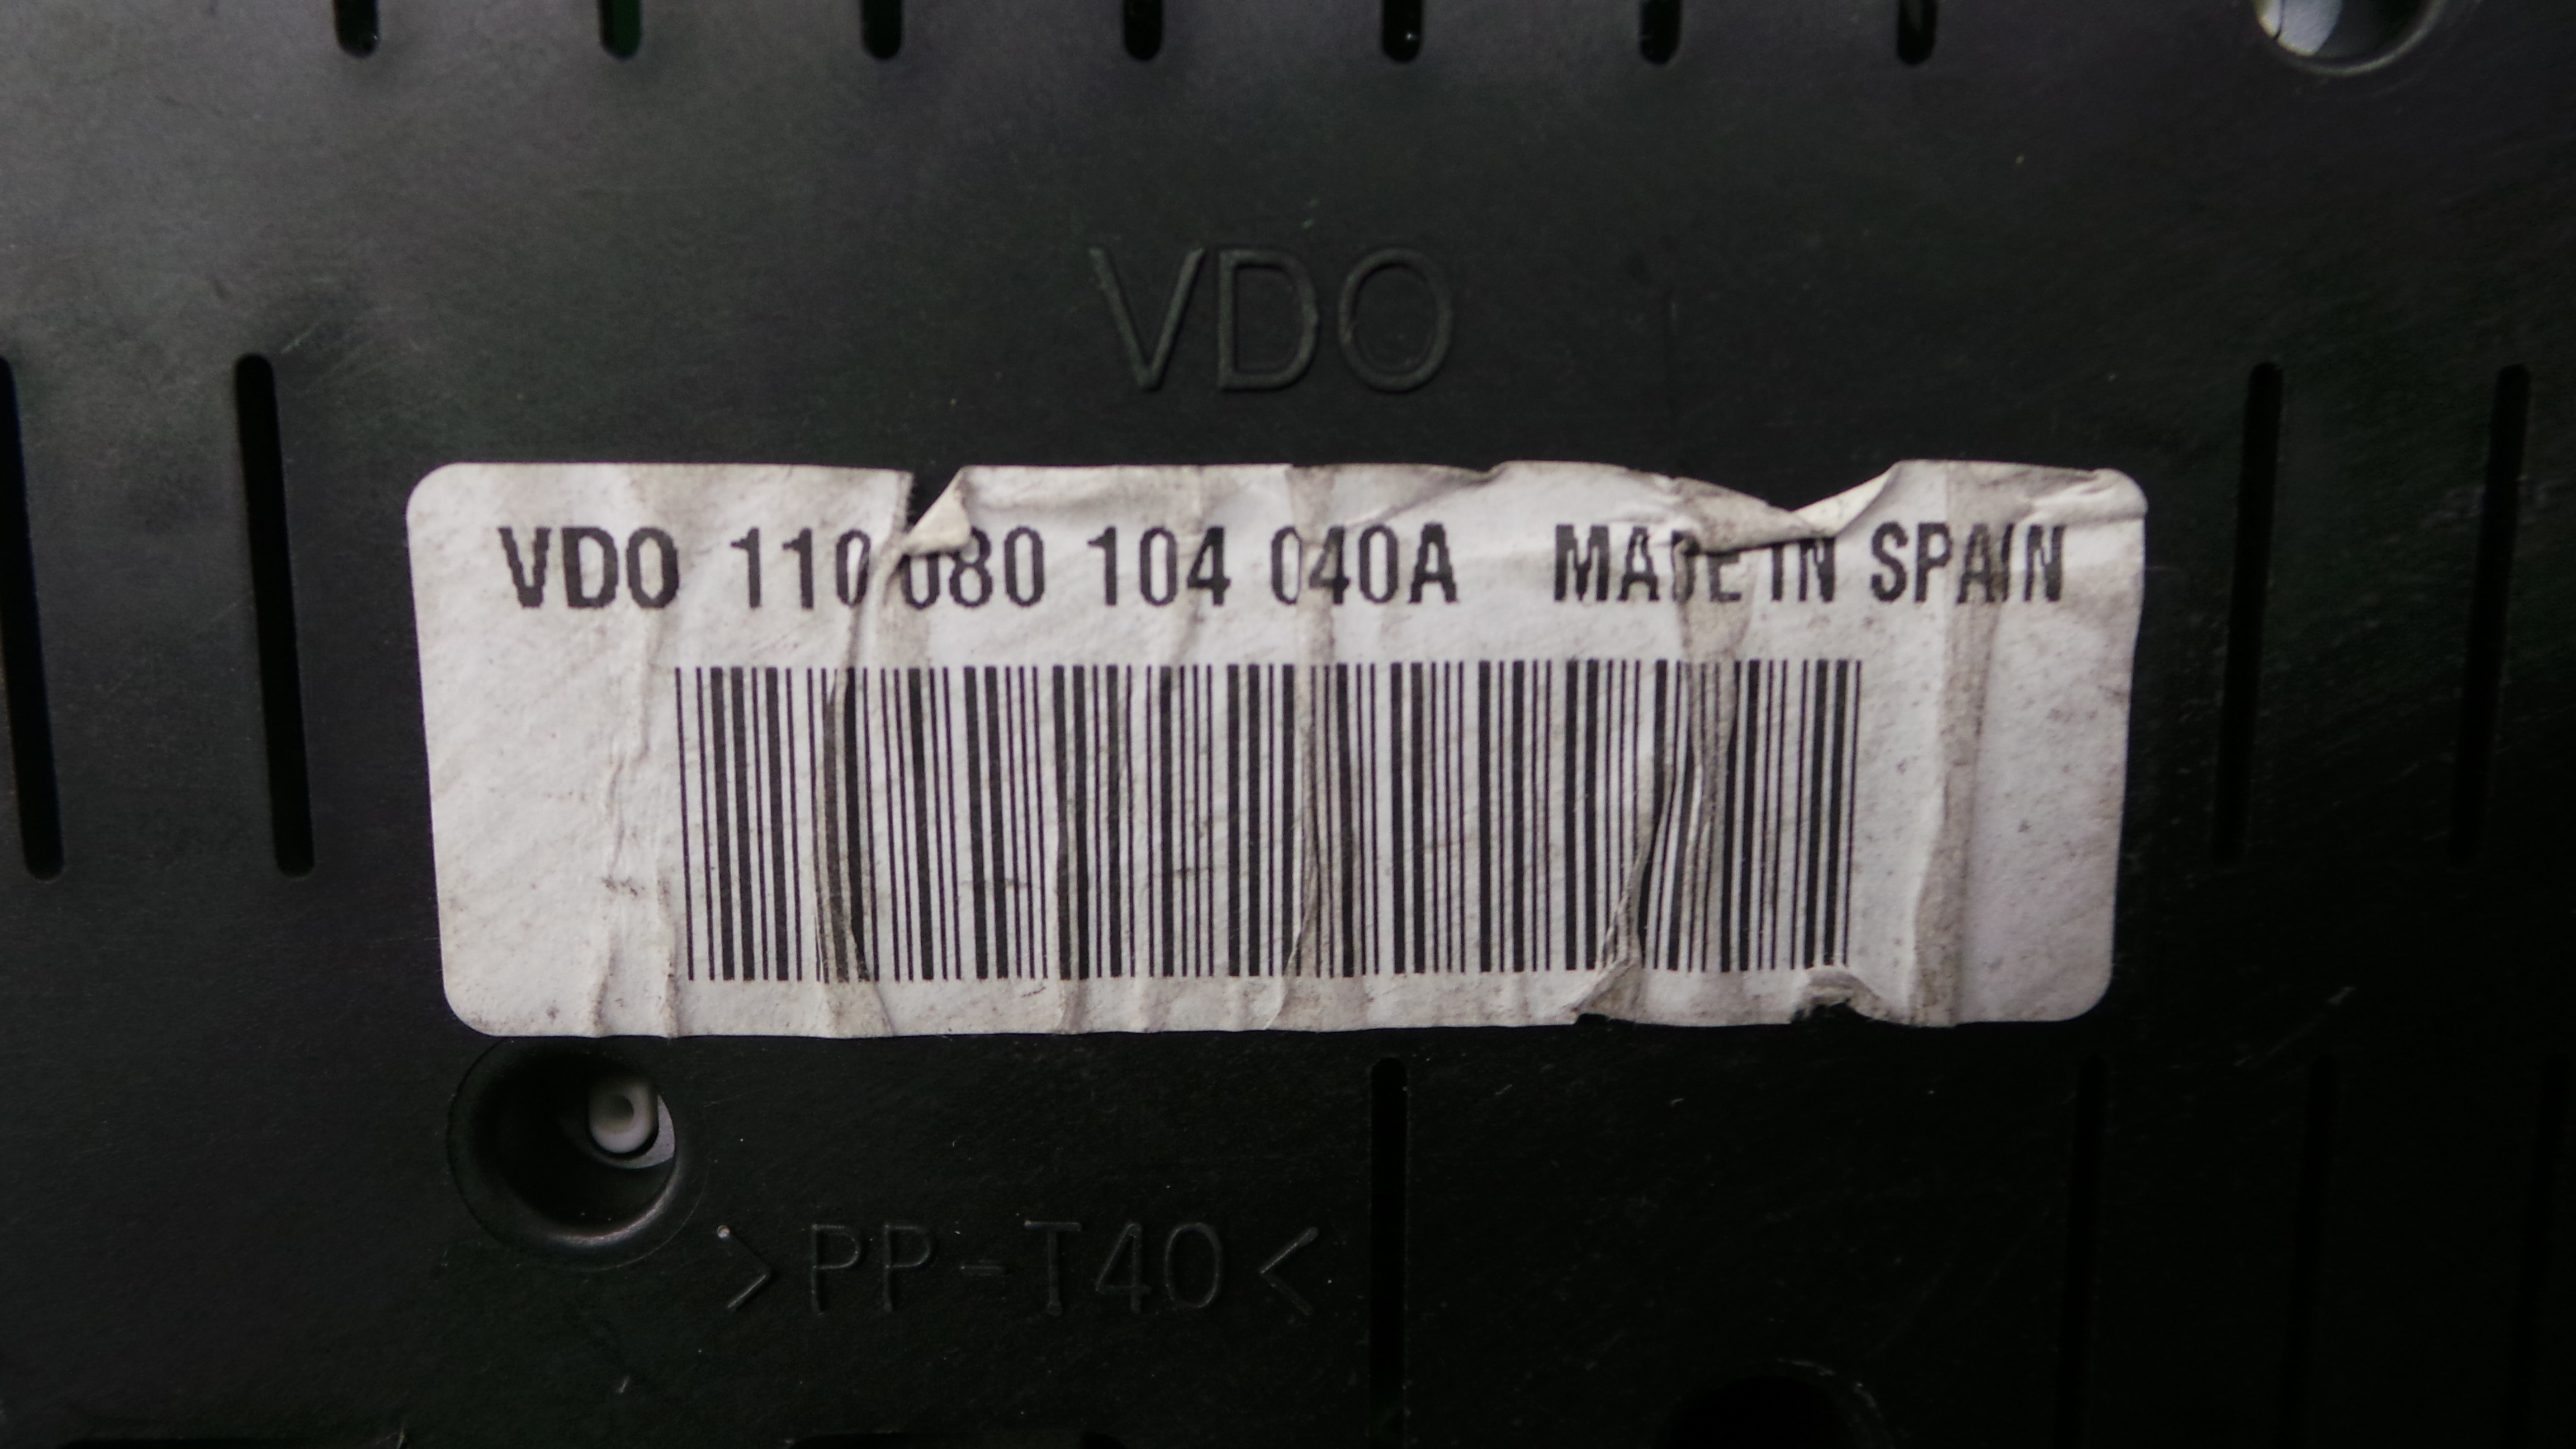 VDO
VDO 110 080 104 040A MADE IN SPAIN
>PP-T40<